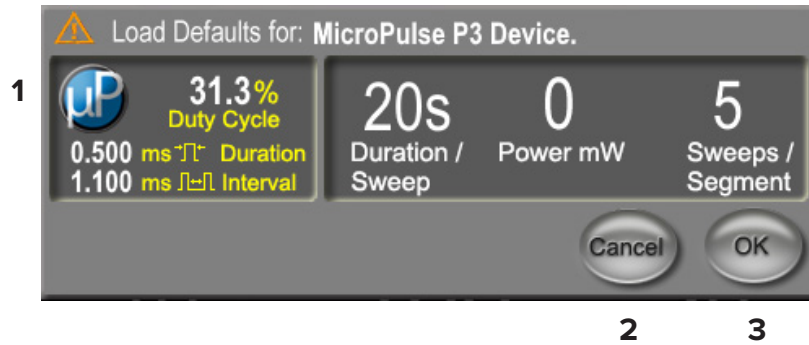 Load Defaults for: MicroPulse P3 Device.
1
µP
31.3%
Duty Cycle
0.500 ms Duration
1.100 ms Interval
20s
Duration /
Sweep
0
Power mW
5
Sweeps /
Segment
Cancel
OK
2
3